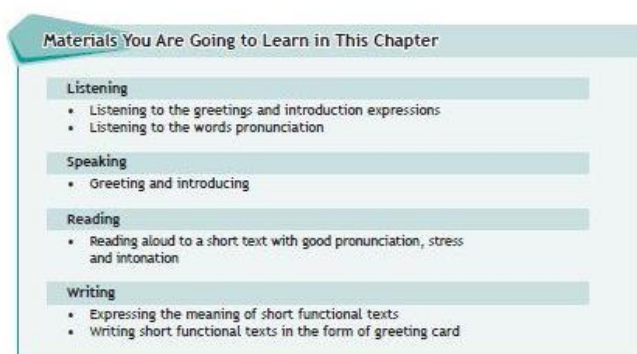 Materials You Are Going to Learn in This Chapter
Listening
• Listening to the greetings and introduction expressions
• Listening to the words pronunciation
Speaking
• Greeting and introducing
Reading
• Reading aloud to a short text with good pronunciation, stress
and intonation
Writing
• Expressing the meaning of short functional texts
• Writing short functional texts in the form of greeting card